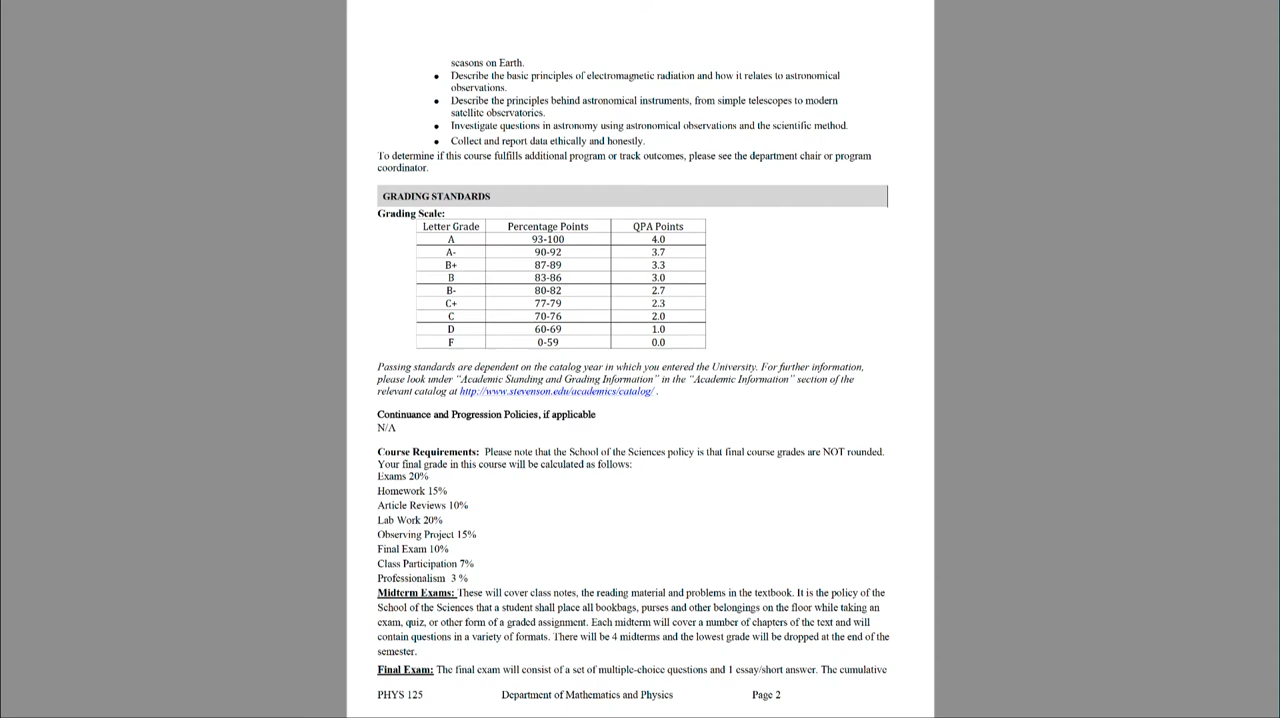 seasons on Earth.
• Describe the basic principles of electromagnetic radiation and how it relates to astronomical
observations.
• Describe the principles behind astronomical instruments, from simple telescopes to modern
satellite observatories.
• Investigate questions in astronomy using astronomical observations and the scientific method.
• Collect and report data ethically and honestly.
To determine if this course fulfills additional program or track outcomes, please see the department chair or program
coordinator.
GRADING STANDARDS
Grading Scale:
Letter Grade Percentage Points QPA Points
A 93-100 4.0
A- 90-92 3.7
B+ 87-89 3.3
B 83-86 3.0
B- 80-82 2.7
C+ 77-79 2.3
C 70-76 2.0
D 60-69 1.0
F 0-59 0.0
Passing standards are dependent on the catalog year in which you entered the University. For further information,
please look under "Academic Standing and Grading Information" in the "Academic Information" section of the
relevant catalog at http://www.stevenson.edu/academics/catalog/ .
Continuance and Progression Policies, if applicable
N/A
Course Requirements: Please note that the School of the Sciences policy is that final course grades are NOT rounded.
Your final grade in this course will be calculated as follows:
Exams 20%
Homework 15%
Article Reviews 10%
Lab Work 20%
Observing Project 15%
Final Exam 10%
Class Participation 7%
Professionalism 3 %
Midterm Exams: These will cover class notes, the reading material and problems in the textbook. It is the policy of the
School of the Sciences that a student shall place all bookbags, purses and other belongings on the floor while taking an
exam, quiz, or other form of a graded assignment. Each midterm will cover a number of chapters of the text and will
contain questions in a variety of formats. There will be 4 midterms and the lowest grade will be dropped at the end of the
semester.
Final Exam: The final exam will consist of a set of multiple-choice questions and 1 essay/short answer. The cumulative
PHYS 125 Department of Mathematics and Physics Page 2